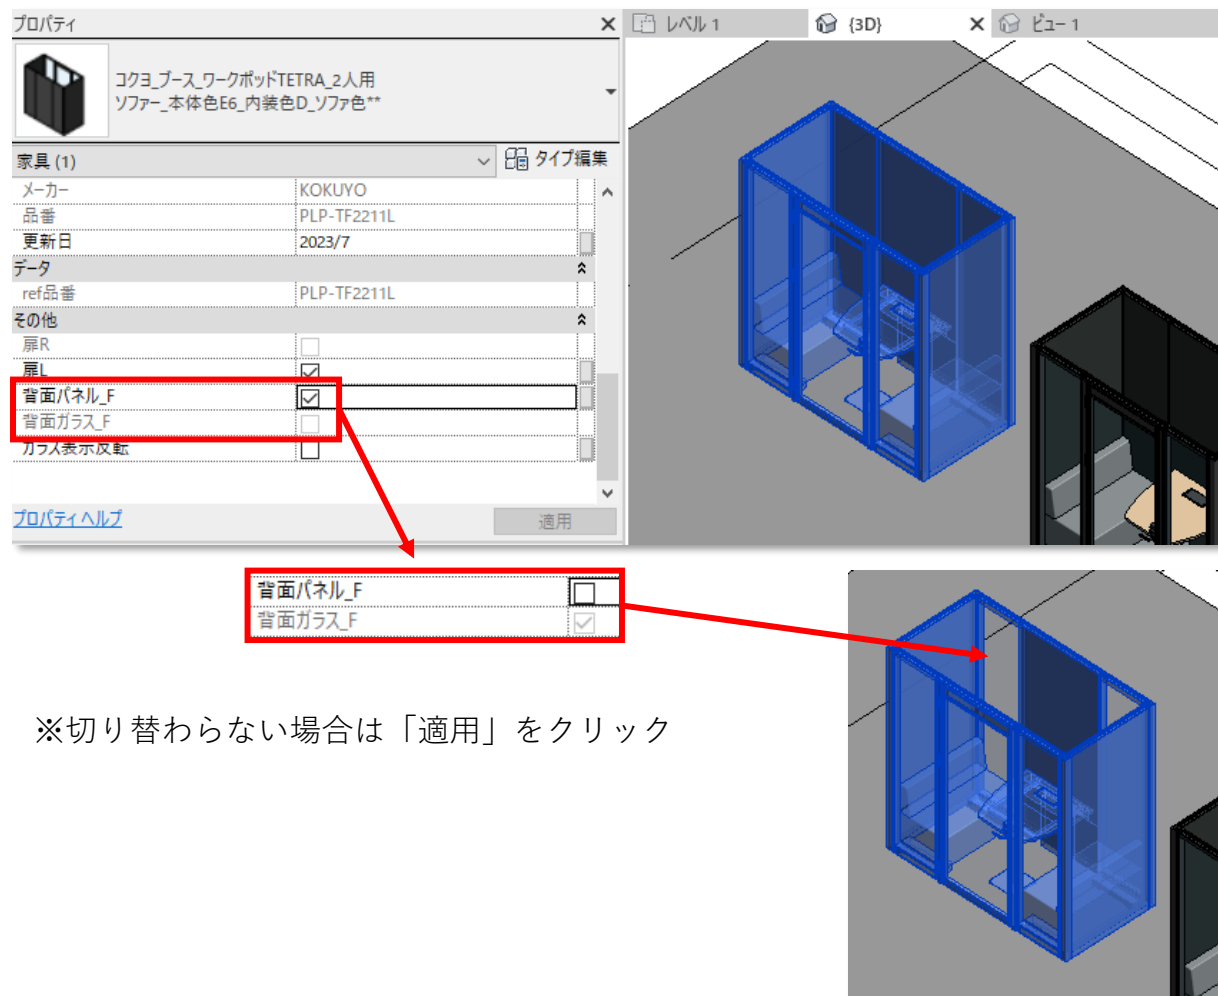 プロパティ
レベル 1
{3D}
ビュー 1
コクヨ_ブース_ワークポッドTETRA_2人用
ソファー_本体色E6_内装色D_ソファ色**
家具 (1)
タイプ編集
メーカー KOKUYO
品番 PLP-TF2211L
更新日 2023/7
データ
ref品番 PLP-TF2211L
その他
扉R
扉L
背面パネル_F
背面ガラス_F
ガラス表示反転
プロパティヘルプ
適用
背面パネル_F
背面ガラス_F
※切り替わらない場合は「適用」をクリック